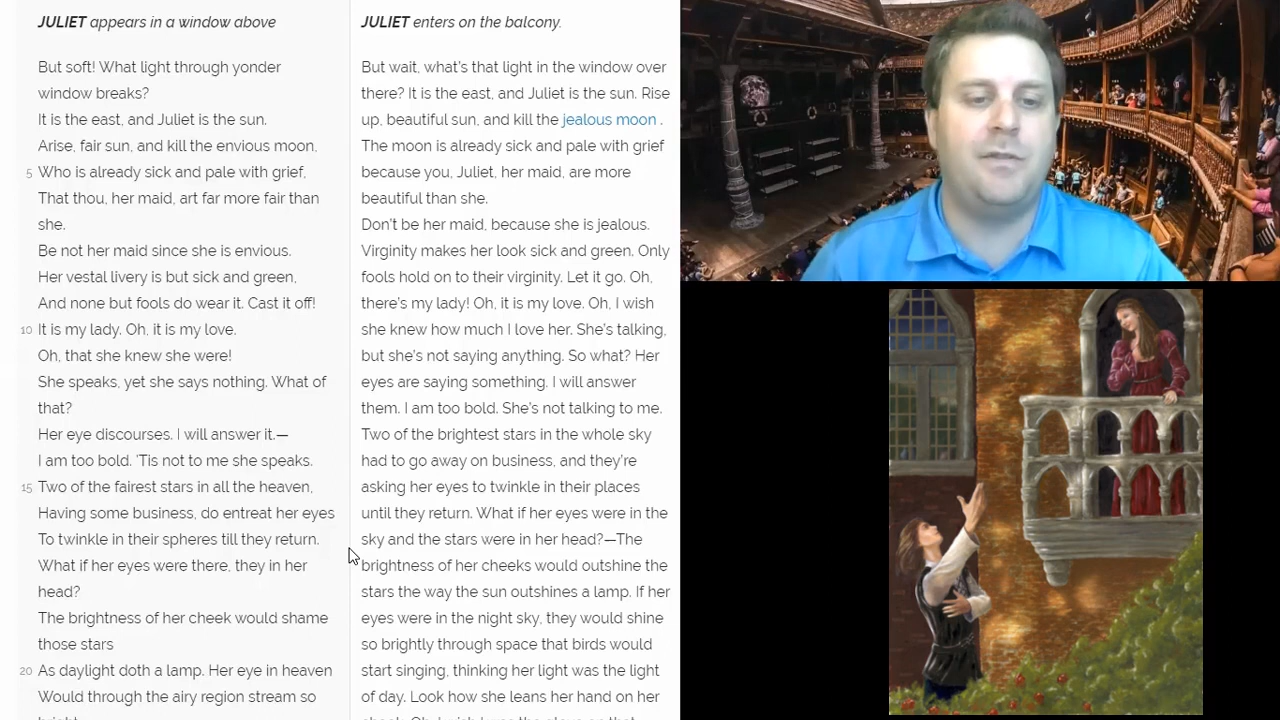 JULIET appears in a window above
But soft! What light through yonder
window breaks?
It is the east, and Juliet is the sun.
Arise, fair sun, and kill the envious moon,
5 Who is already sick and pale with grief,
That thou, her maid, art far more fair than
she.
Be not her maid since she is envious.
Her vestal livery is but sick and green,
And none but fools do wear it. Cast it off!
10 It is my lady. Oh, it is my love.
Oh, that she knew she were!
She speaks, yet she says nothing. What of
that?
Her eye discourses. I will answer it.—
I am too bold. 'Tis not to me she speaks.
15 Two of the fairest stars in all the heaven,
Having some business, do entreat her eyes
To twinkle in their spheres till they return.
What if her eyes were there, they in her
head?
The brightness of her cheek would shame
those stars
20 As daylight doth a lamp. Her eye in heaven
Would through the airy region stream so
JULIET enters on the balcony.
But wait, what's that light in the window over
there? It is the east, and Juliet is the sun. Rise
up, beautiful sun, and kill the jealous moon .
The moon is already sick and pale with grief
because you, Juliet, her maid, are more
beautiful than she.
Don't be her maid, because she is jealous.
Virginity makes her look sick and green. Only
fools hold on to their virginity. Let it go. Oh,
there's my lady! Oh, it is my love. Oh, I wish
she knew how much I love her. She's talking,
but she's not saying anything. So what? Her
eyes are saying something. I will answer
them. I am too bold. She's not talking to me.
Two of the brightest stars in the whole sky
had to go away on business, and they're
asking her eyes to twinkle in their places
until they return. What if her eyes were in the
sky and the stars were in her head?—The
brightness of her cheeks would outshine the
stars the way the sun outshines a lamp. If her
eyes were in the night sky, they would shine
so brightly through space that birds would
start singing, thinking her light was the light
of day. Look how she leans her hand on her